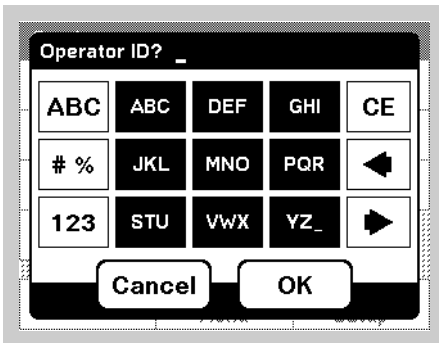 Operator ID? _
ABC ABC DEF GHI CE
# % JKL MNO PQR
123 STU VWX YZ_
Cancel OK